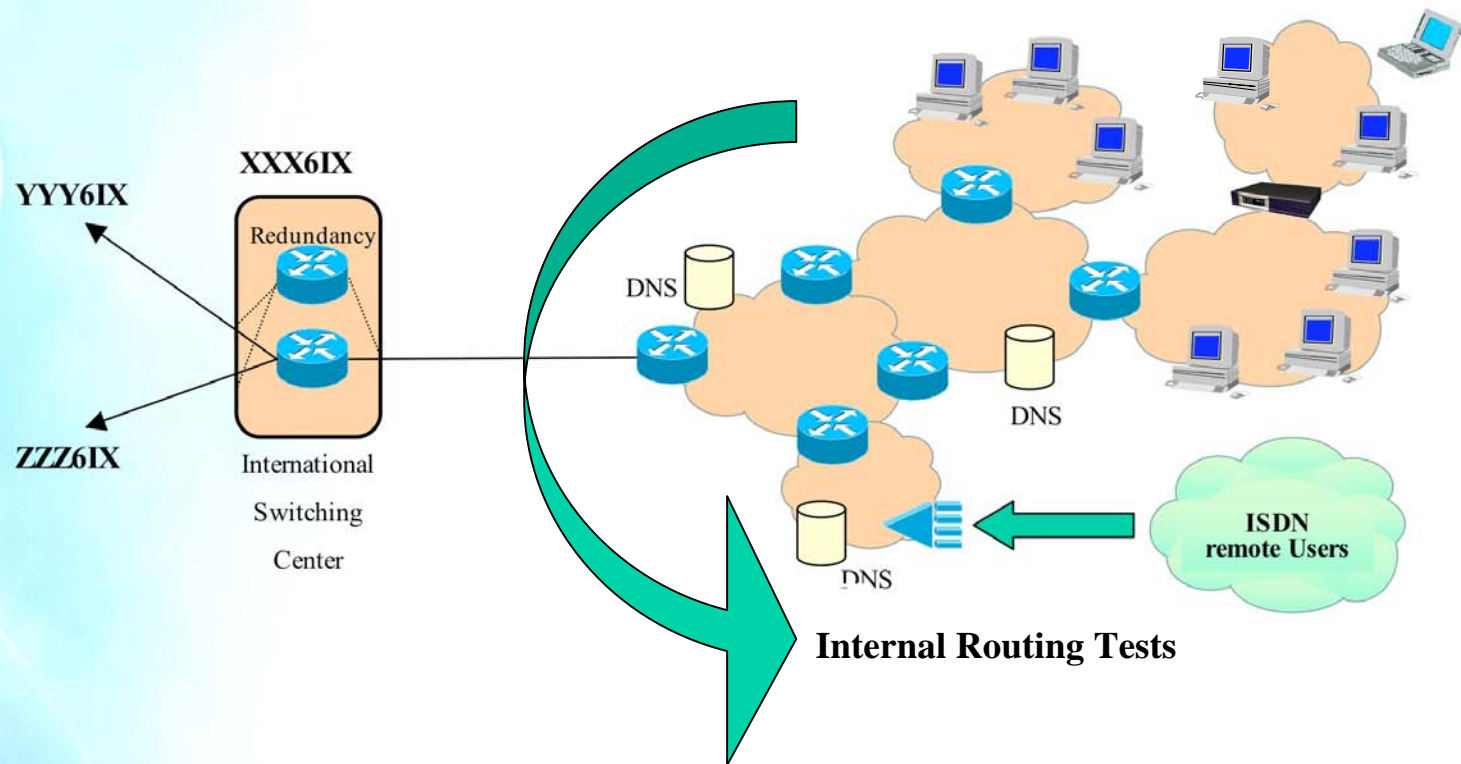 XXX6IX
YYY6IX
Redundancy
DNS
DNS
ZZZ6IX
International
Switching
Center
ISDN
remote Users
DNS
Internal Routing Tests